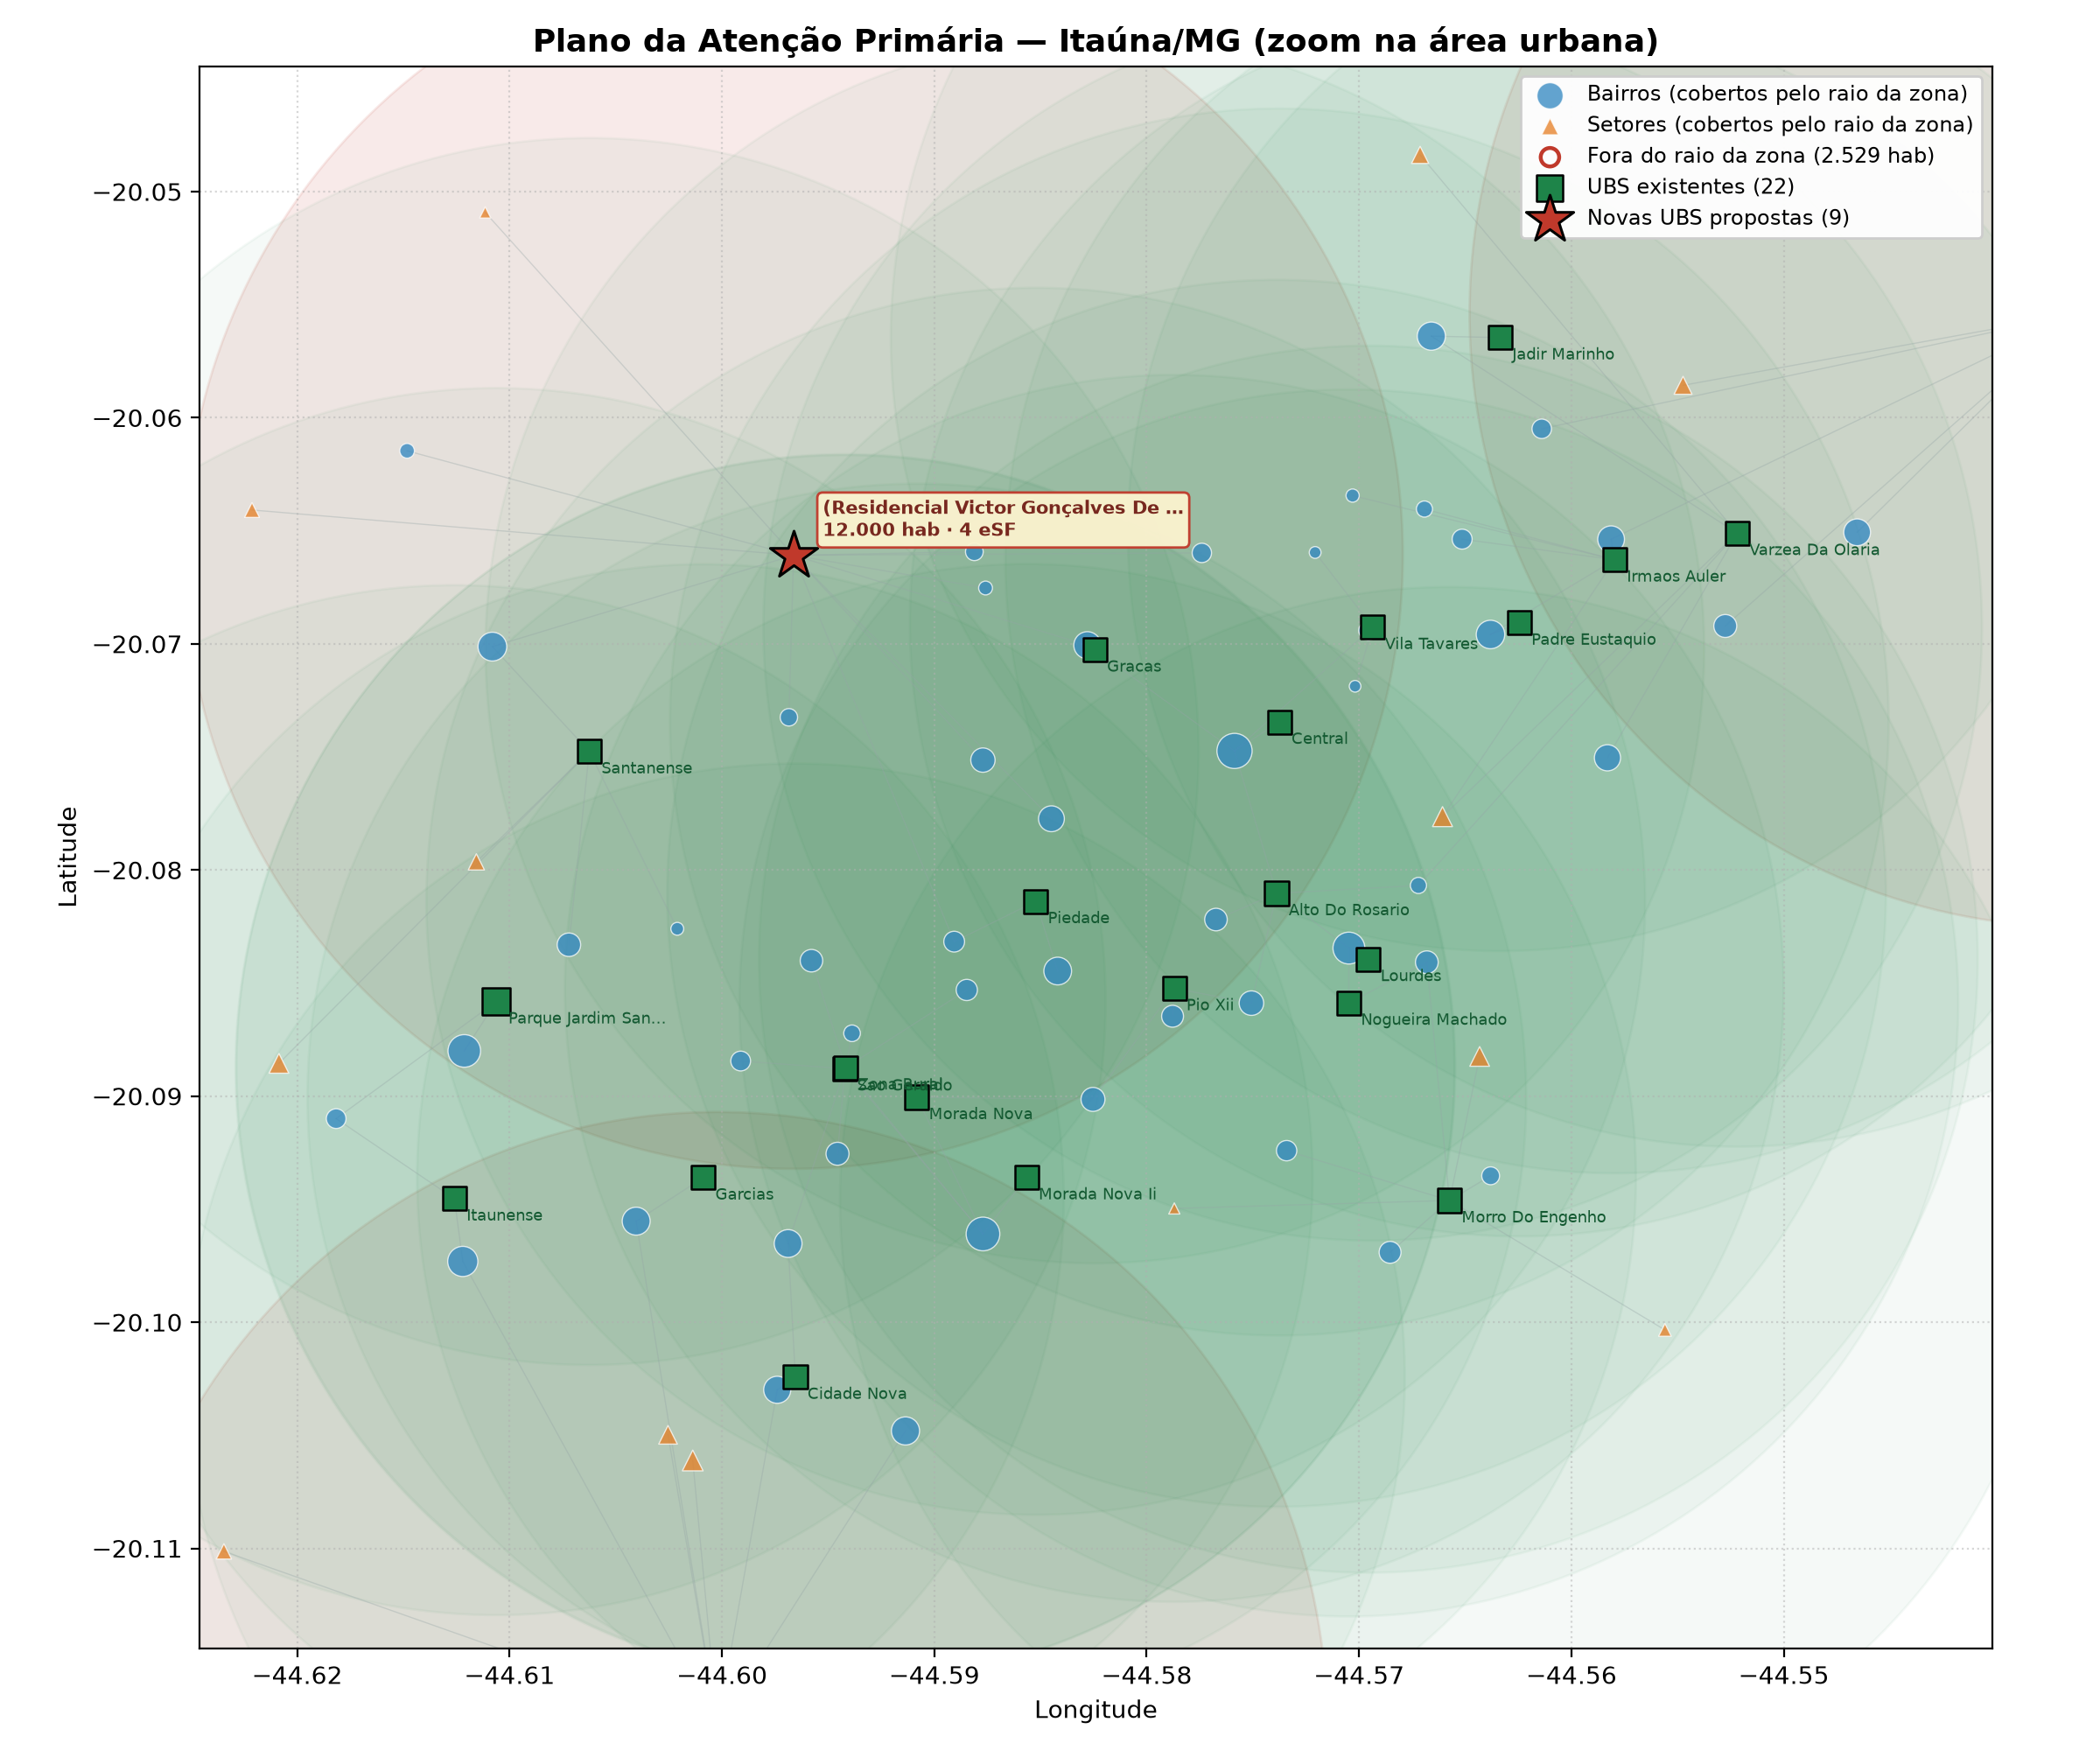 Plano da Atenção Primária — Itaúna/MG (zoom na área urbana)
Bairros (cobertos pelo raio da zona)
Setores (cobertos pelo raio da zona)
Fora do raio da zona (2.529 hab)
UBS existentes (22)
Novas UBS propostas (9)
−20.05
−20.06
−20.07
−20.08
−20.09
−20.10
−20.11
Latitude
Jadir Marinho
(Residencial Victor Gonçalves De ...
12.000 hab · 4 eSF
Varzea Da Olaria
Irmaos Auler
Padre Eustaquio
Vila Tavares
Gracas
Central
Santanense
Alto Do Rosario
Piedade
Lourdes
Pio Xii
Nogueira Machado
Parque Jardim San...
Zona Rural
Sao Geraldo
Morada Nova
Garcias
Morada Nova Ii
Itaunense
Morro Do Engenho
Cidade Nova
−44.62
−44.61
−44.60
−44.59
−44.58
−44.57
−44.56
−44.55
Longitude